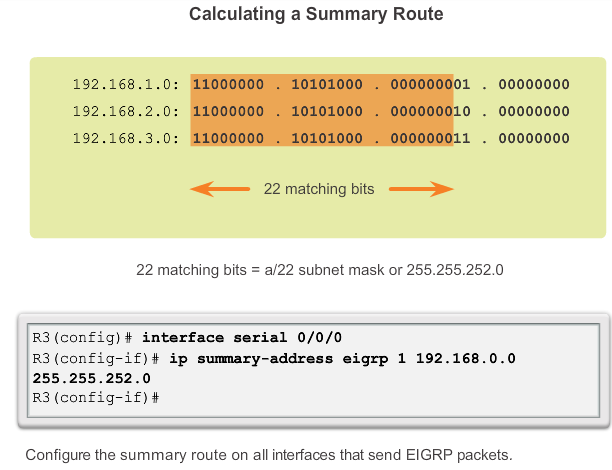 Calculating a Summary Route
192.168.1.0: 11000000 . 10101000 . 000000001 . 00000000
192.168.2.0: 11000000 . 10101000 . 000000010 . 00000000
192.168.3.0: 11000000 . 10101000 . 000000011 . 00000000
22 matching bits
22 matching bits = a/22 subnet mask or 255.255.252.0
R3(config)# interface serial 0/0/0
R3(config-if)# ip summary-address eigrp 1 192.168.0.0
255.255.252.0
R3(config-if)#
Configure the summary route on all interfaces that send EIGRP packets.